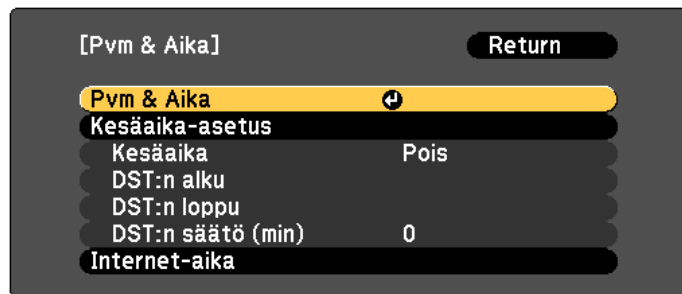 [Pvm & Aika] Return
Pvm & Aika
Kesäaika-asetus
Kesäaika Pois
DST:n alku
DST:n loppu
DST:n säätö (min) 0
Internet-aika